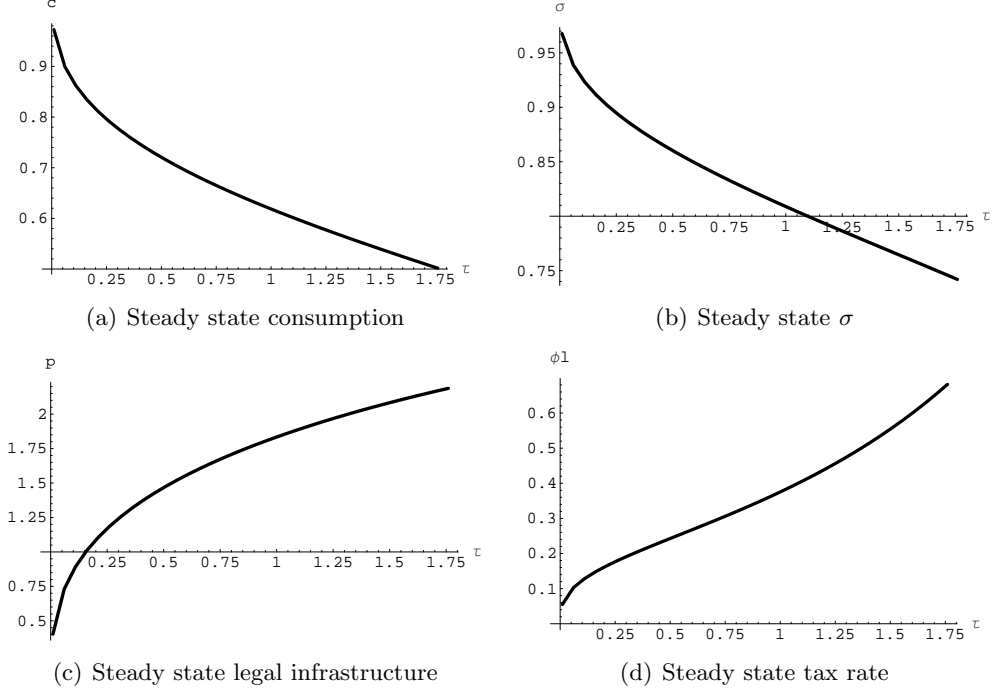 c
0.9
0.8
0.7
0.6
0.25 0.5 0.75 1 1.25 1.5 1.75 τ
(a) Steady state consumption
σ
0.95
0.9
0.85
0.75
0.25 0.5 0.75 1 1.25 1.5 1.75 τ
(b) Steady state σ
p
2
1.75
1.5
1.25
0.75
0.5
0.25 0.5 0.75 1 1.25 1.5 1.75 τ
(c) Steady state legal infrastructure
ϕl
0.6
0.5
0.4
0.3
0.2
0.1
0.25 0.5 0.75 1 1.25 1.5 1.75 τ
(d) Steady state tax rate